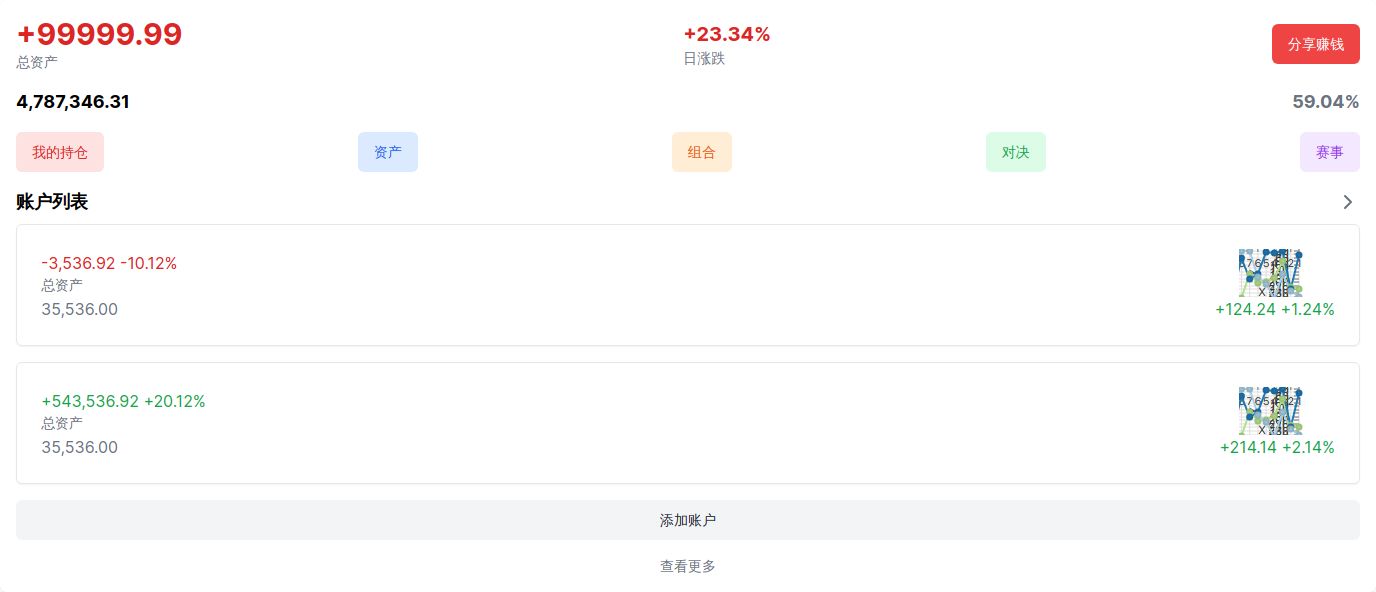 +99999.99
总资产
+23.34%
日涨跌
分享赚钱
4,787,346.31
59.04%
我的持仓
资产
组合
对决
赛事
账户列表
-3,536.92 -10.12%
总资产
35,536.00
+124.24 +1.24%
+543,536.92 +20.12%
总资产
35,536.00
+214.14 +2.14%
添加账户
查看更多